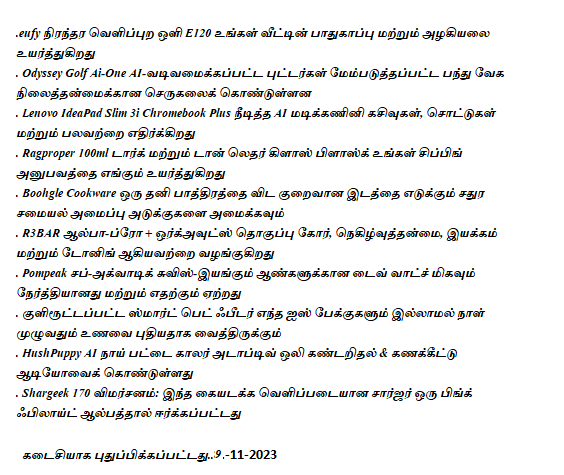 .eufy நிரந்தர வெளிப்புற ஒளி E120 உங்கள் வீட்டின் பாதுகாப்பு மற்றும் அழகியலை
உயர்த்துகிறது
. Odyssey Golf Ai-One AI-வடிவமைக்கப்பட்ட புட்டர்கள் மேம்படுத்தப்பட்ட பந்து வேக
நிலைத்தன்மைக்கான செருகலைக் கொண்டுள்ளன
. Lenovo IdeaPad Slim 3i Chromebook Plus நீடித்த AI மடிக்கணினி கசிவுகள், சொட்டுகள்
மற்றும் பலவற்றை எதிர்க்கிறது
. Ragproper 100ml டார்க் மற்றும் டான் லெதர் கிளாஸ் பிளாஸ்க் உங்கள் சிப்பிங்
அனுபவத்தை எங்கும் உயர்த்துகிறது
. Boohgle Cookware ஒரு தனி பாத்திரத்தை விட குறைவான இடத்தை எடுக்கும் சதுர
சமையல் அமைப்பு அடுக்குகளை அமைக்கவும்
. R3BAR ஆல்பா-ப்ரோ + ஒர்க்அவுட்ஸ் தொகுப்பு கோர், நெகிழ்வுத்தன்மை, இயக்கம்
மற்றும் டோனிங் ஆகியவற்றை வழங்குகிறது
. Pompeak சப்-அக்வாடிக் சுவிஸ்-இயங்கும் ஆண்களுக்கான டைவ் வாட்ச் மிகவும்
நேர்த்தியானது மற்றும் எதற்கும் ஏற்றது
. குளிரூட்டப்பட்ட ஸ்மார்ட் பெட் ஃபீடர் எந்த ஐஸ் பேக்குகளும் இல்லாமல் நாள்
முழுவதும் உணவை புதியதாக வைத்திருக்கும்
. HushPuppy AI நாய் பட்டை காலர் அடாப்டிவ் ஒலி கண்டறிதல் & கணக்கீட்டு
ஆடியோவைக் கொண்டுள்ளது
. Shargeek 170 விமர்சனம்: இந்த கையடக்க வெளிப்படையான சார்ஜர் ஒரு பிங்க்
ஃபிலாய்ட் ஆல்பத்தால் ஈர்க்கப்பட்டது
கடைசியாக புதுப்பிக்கப்பட்டது..9.-11-2023